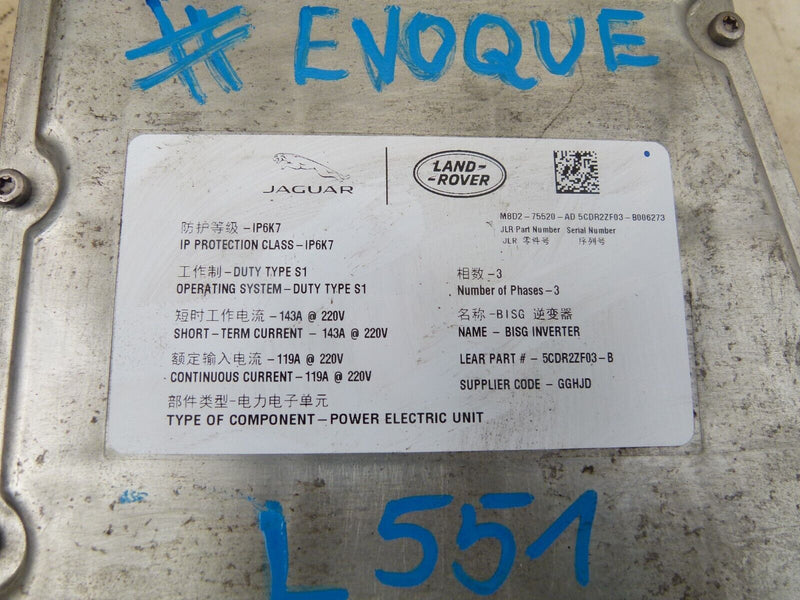 # EVOQUE
JAGUAR
LAND-
-ROVER
M8D2-75520-AD 5CDR2ZF03-B006273
JLR Part Number Serial Number
JLR 零件号 序列号
防护等级 -IP6K7
IP PROTECTION CLASS-IP6K7
工作制-DUTY TYPE S1
OPERATING SYSTEM-DUTY TYPE S1
短时工作电流 -143A @ 220V
SHORT-TERM CURRENT -143A @ 220V
额定输入电流 -119A @ 220V
CONTINUOUS CURRENT-119A @ 220V
部件类型-电力电子单元
TYPE OF COMPONENT-POWER ELECTRIC UNIT
相数-3
Number of Phases-3
名称-BISG 逆变器
NAME - BISG INVERTER
LEAR PART # - 5CDR2ZF03-B
SUPPLIER CODE - GGHJD
L551